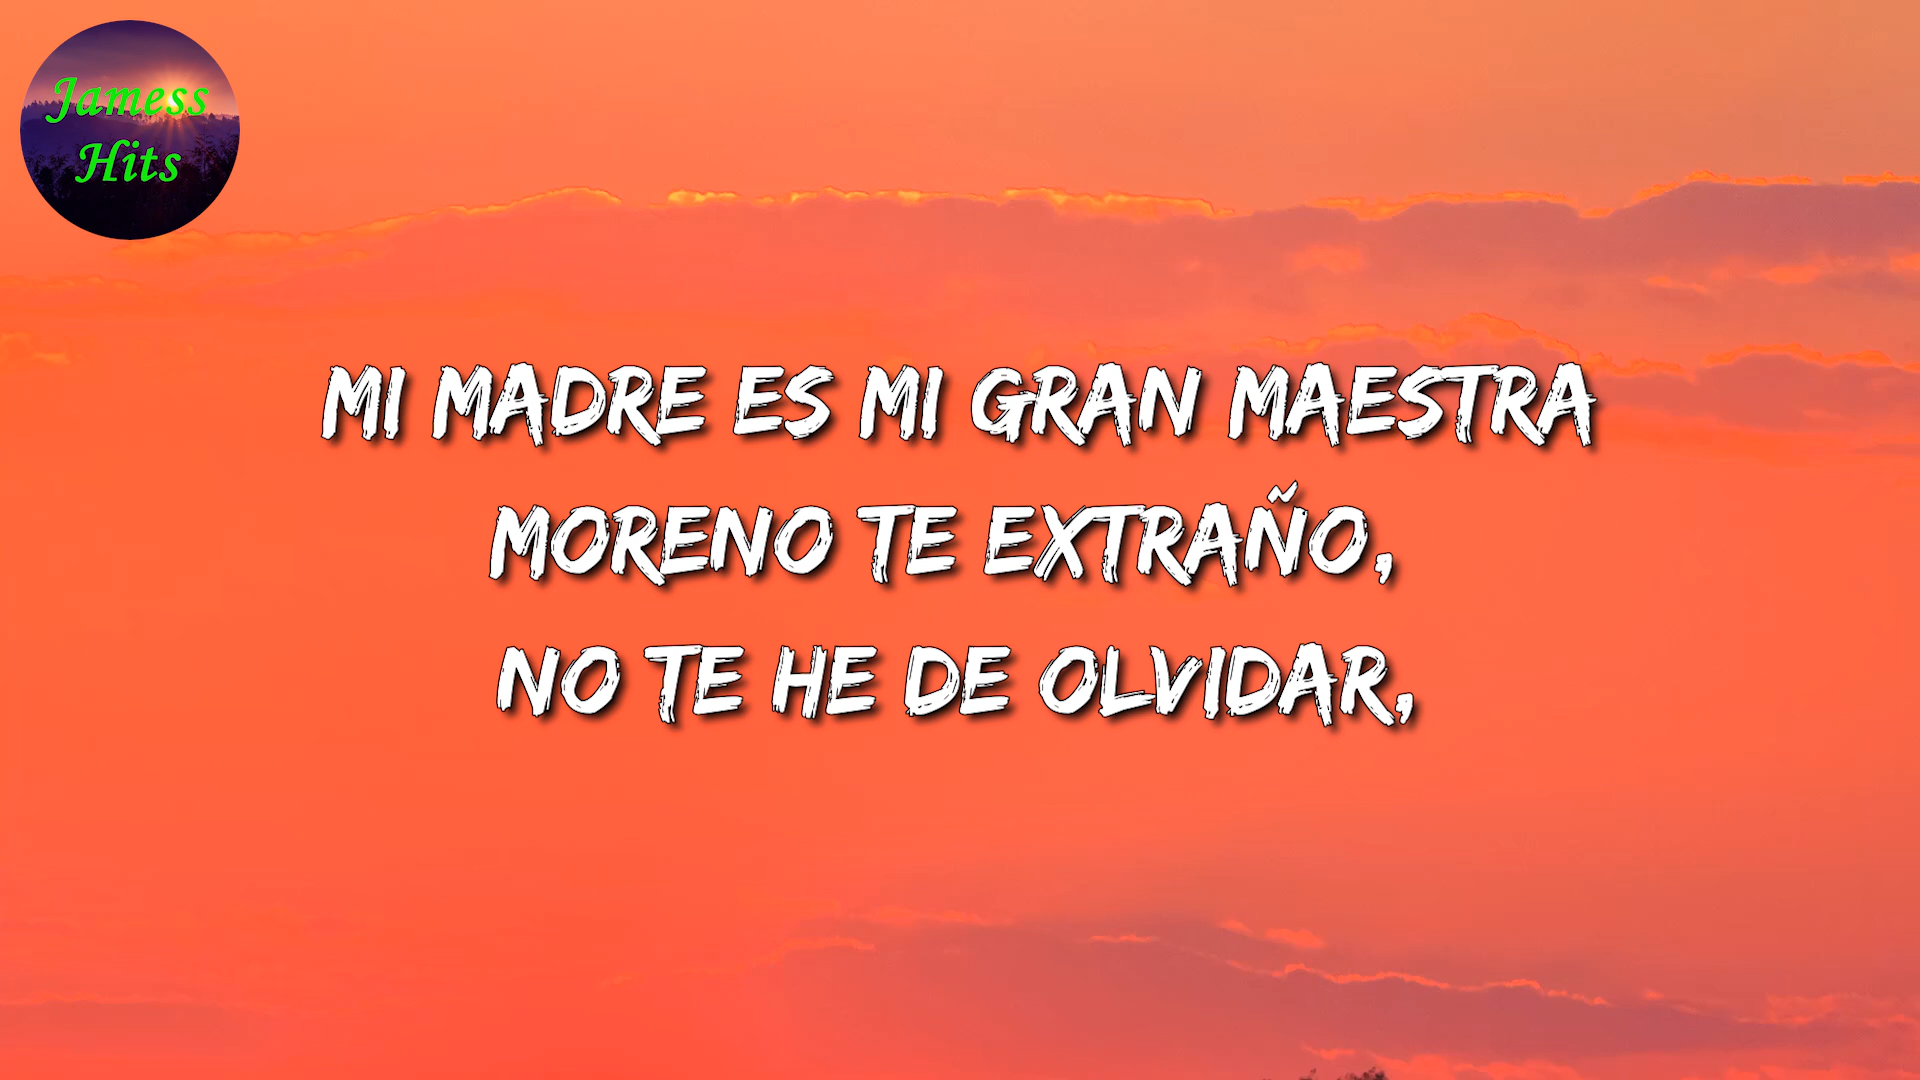 Jamess
Hits
MI MADRE ES MI GRAN MAESTRA
MORENO TE EXTRAÑO,
NO TE HE DE OLVIDAR,